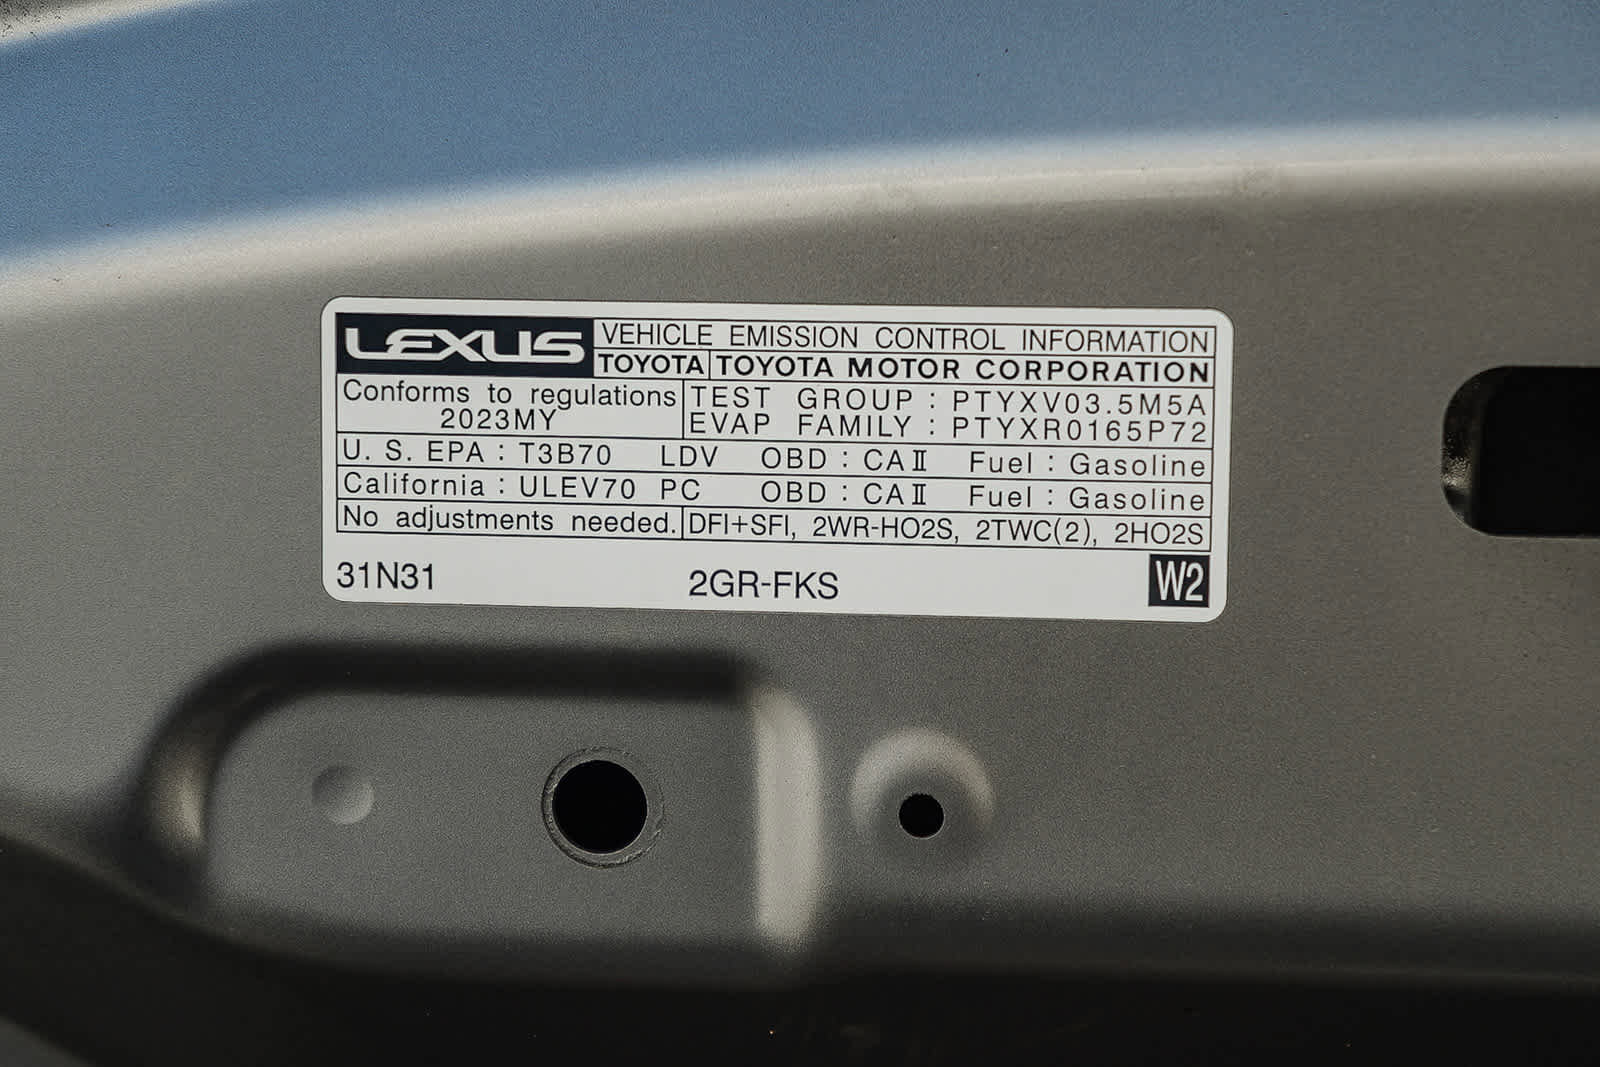 LEXUS VEHICLE EMISSION CONTROL INFORMATION
TOYOTA TOYOTA MOTOR CORPORATION
Conforms to regulations TEST GROUP : PTYXV03.5M5A
2023MY EVAP FAMILY : PTYXR0165P72
U. S. EPA : T3B70 LDV OBD : CAⅡ Fuel : Gasoline
California : ULEV70 PC OBD : CAⅡ Fuel : Gasoline
No adjustments needed. DFI+SFI, 2WR-HO2S, 2TWC(2), 2HO2S
31N31 2GR-FKS W2